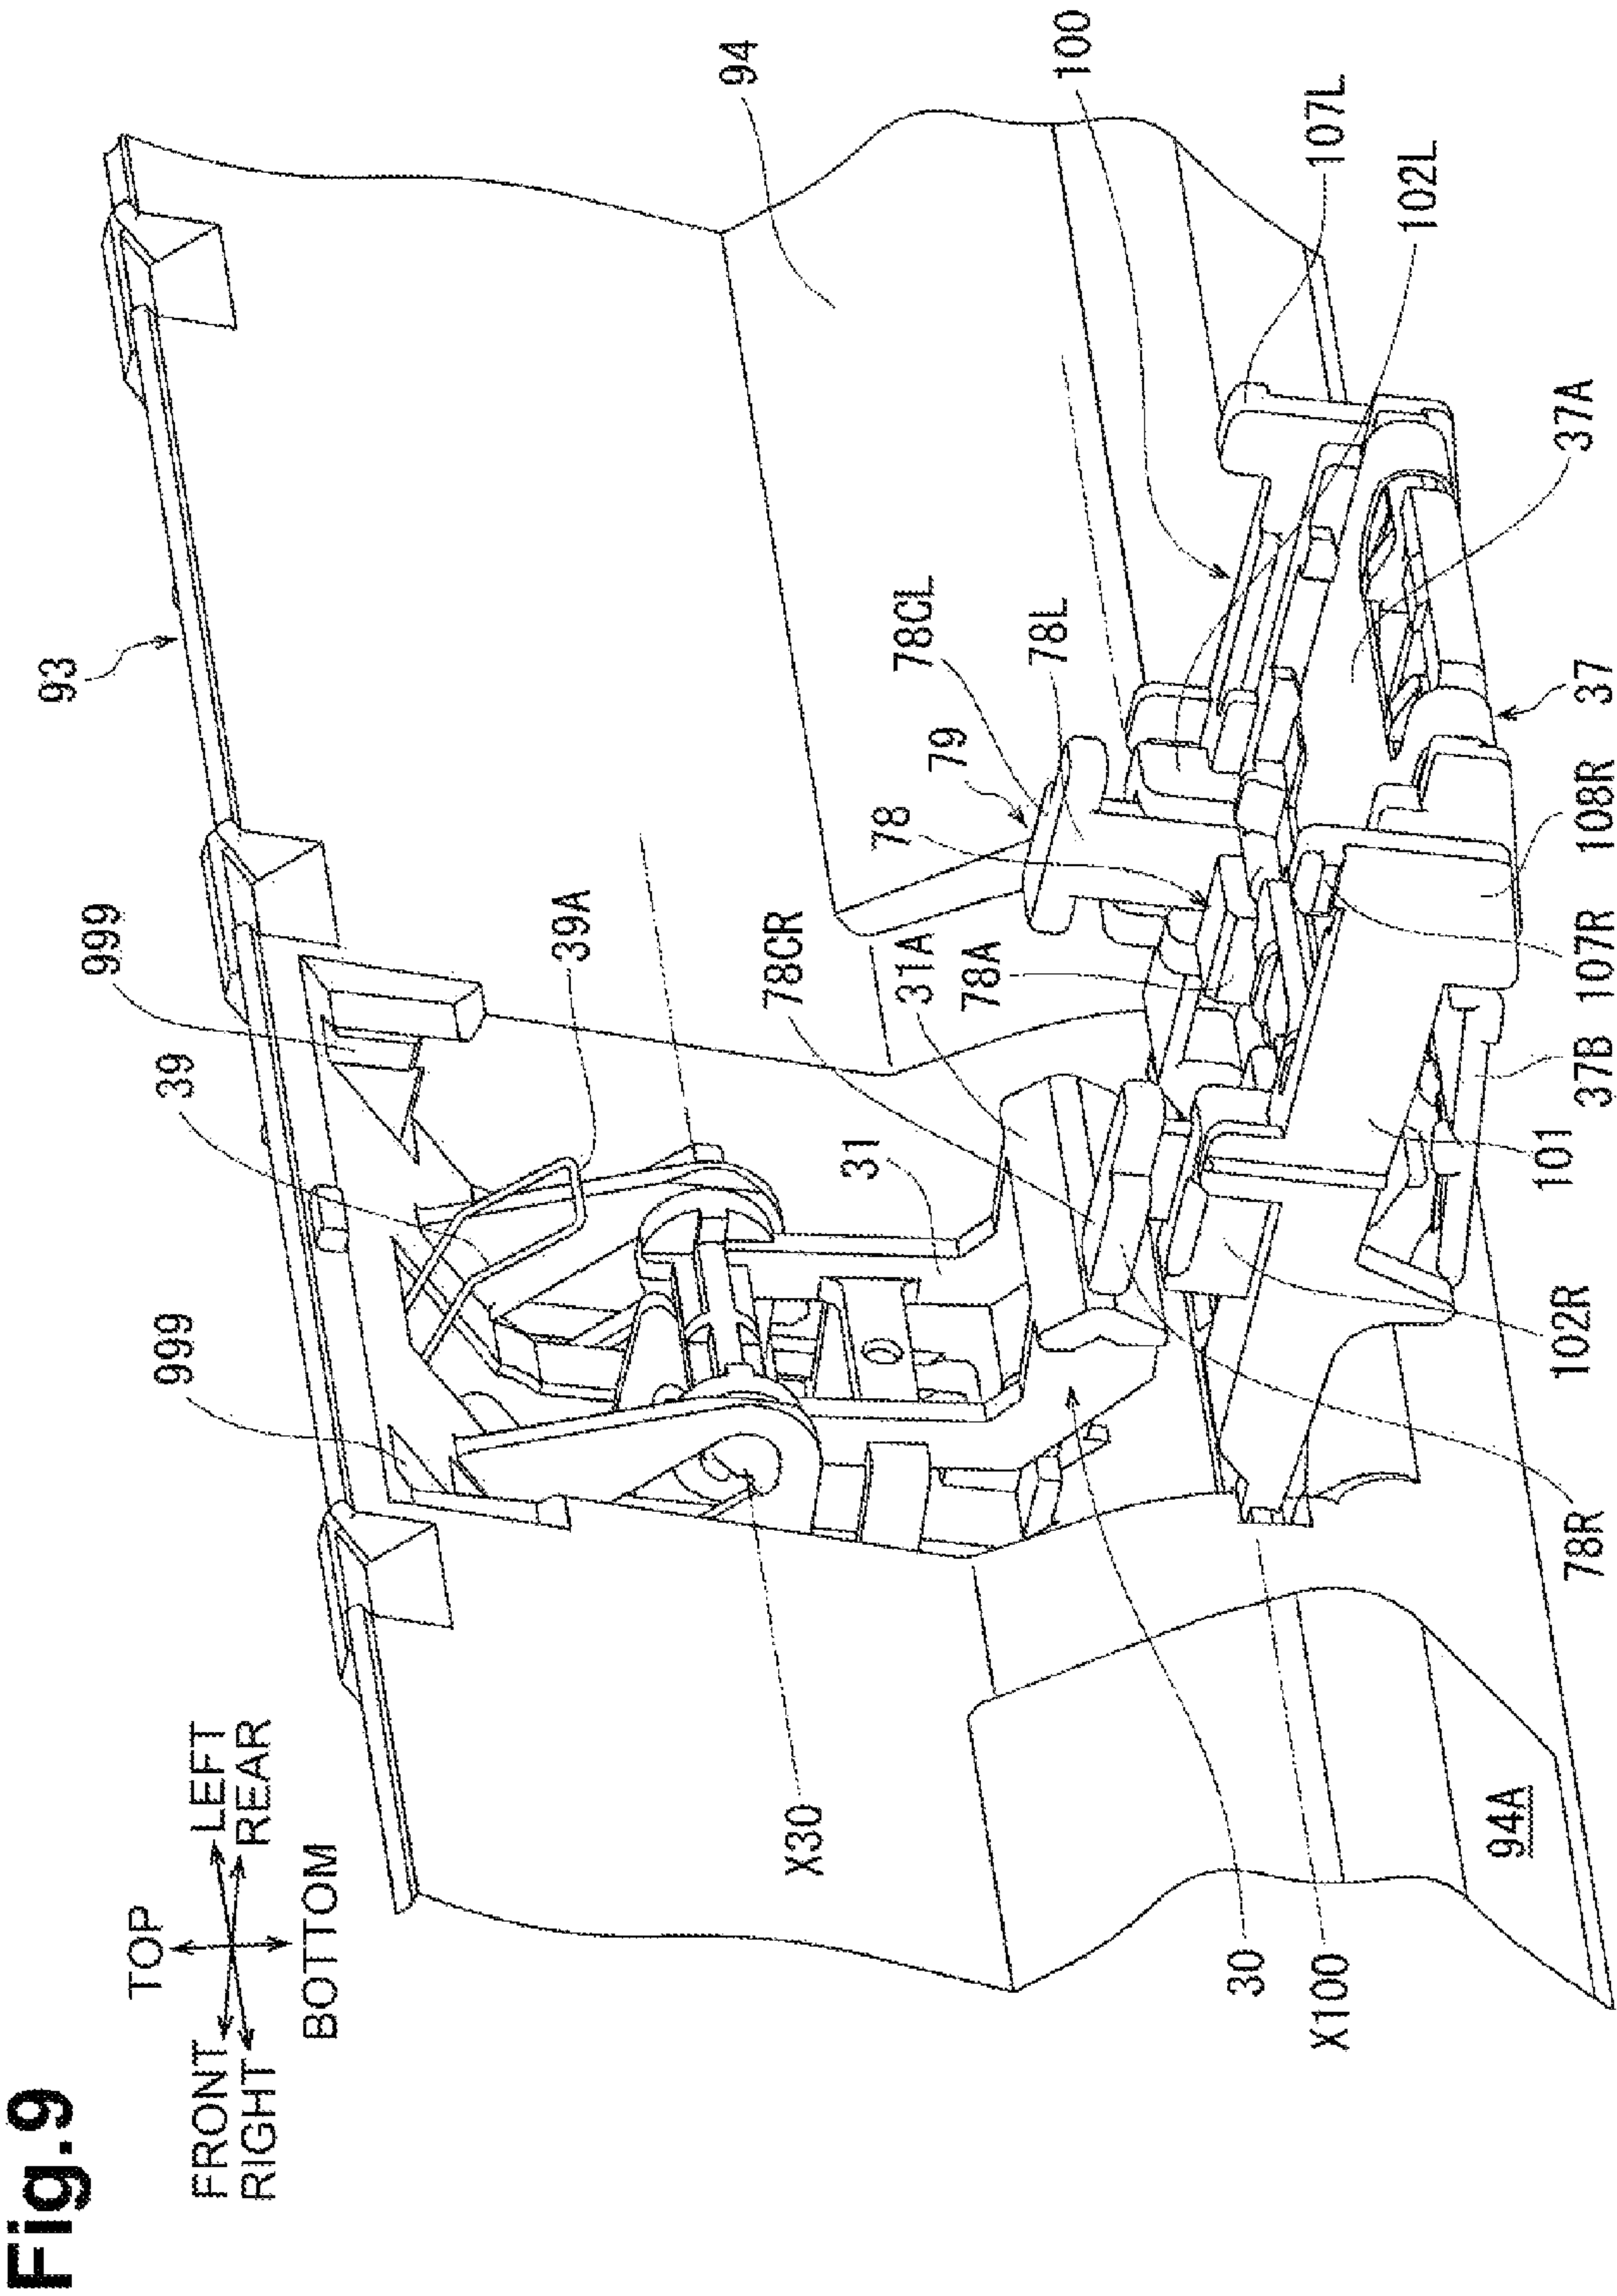 Fig.9
TOP
FRONT
LEFT
RIGHT
REAR
BOTTOM
93
94
999
39
39A
999
100
107L
102L
79
78CL
78L
78
78CR
31A
78A
31
37A
37
108R
107R
37B
101
102R
78R
X30
30
X100
94A